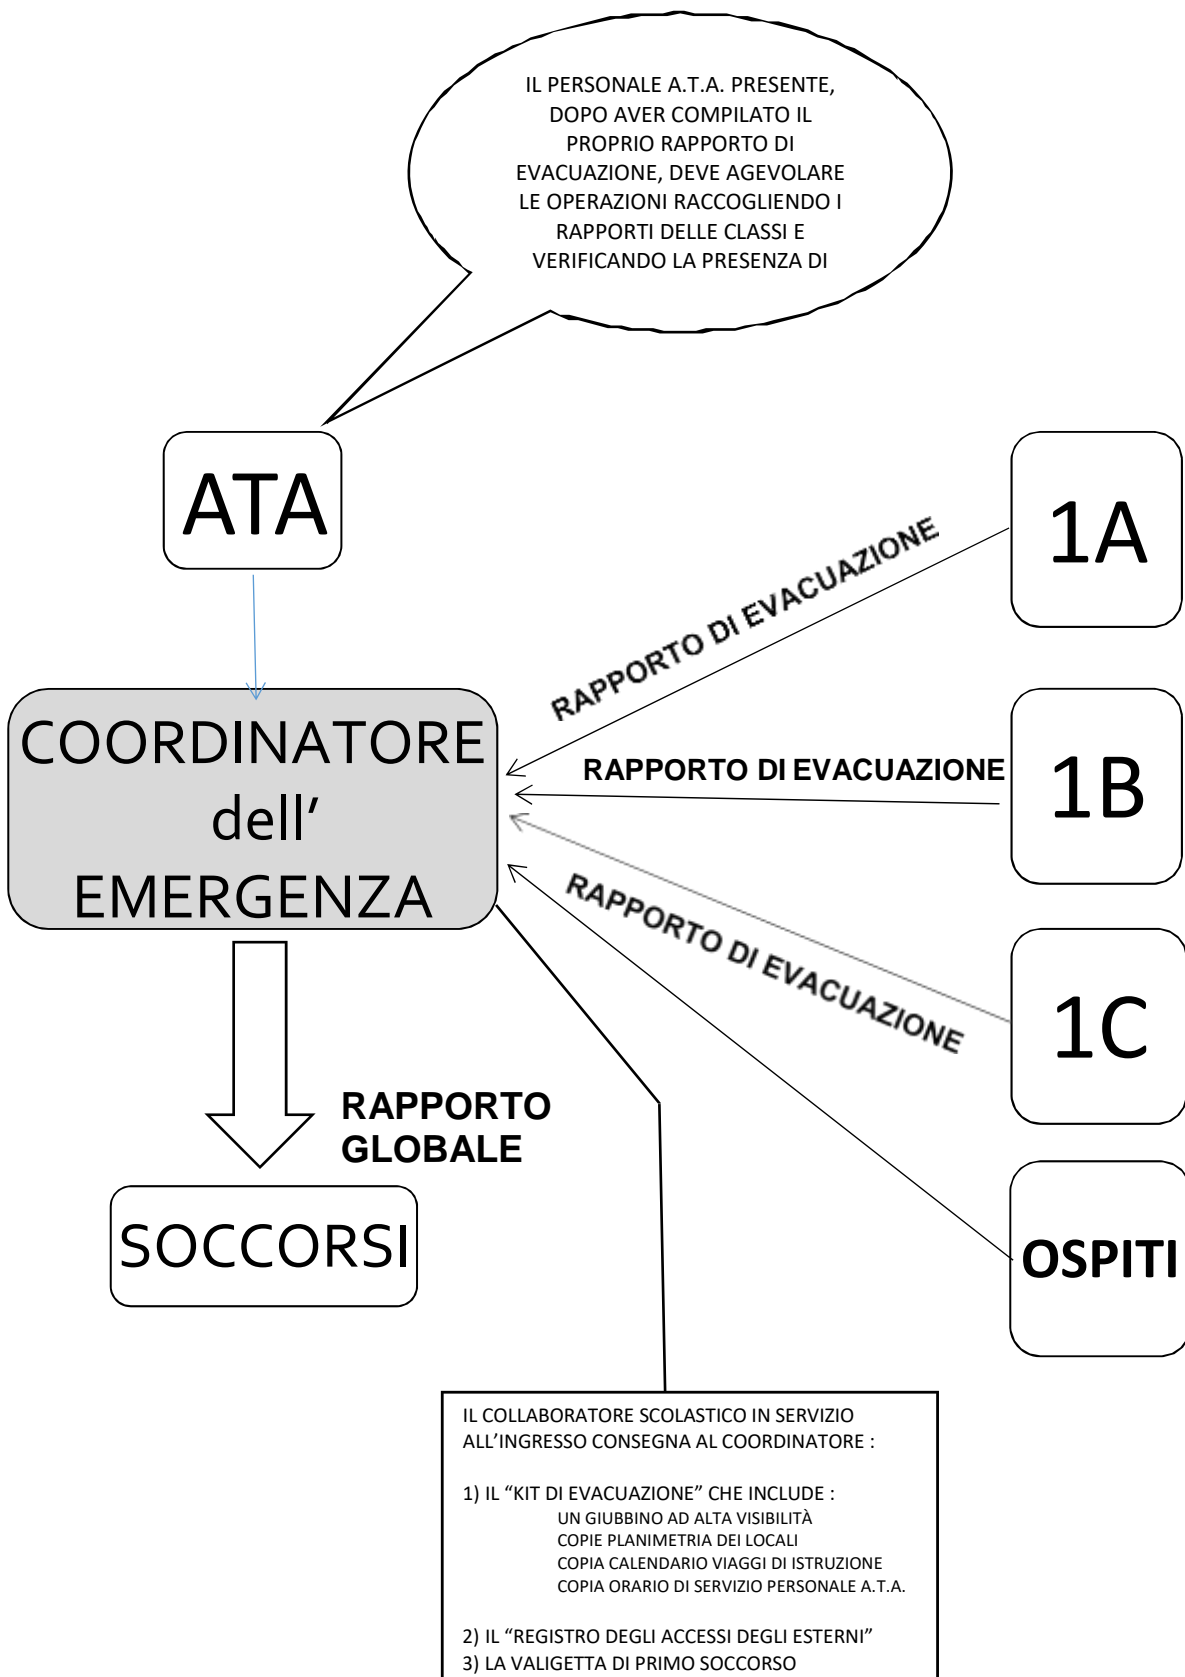 IL PERSONALE A.T.A. PRESENTE,
DOPO AVER COMPILATO IL
PROPRIO RAPPORTO DI
EVACUAZIONE, DEVE AGEVOLARE
LE OPERAZIONI RACCOGLIENDO I
RAPPORTI DELLE CLASSI E
VERIFICANDO LA PRESENZA DI
ATA
1A
RAPPORTO DI EVACUAZIONE
COORDINATORE
dell’
EMERGENZA
RAPPORTO DI EVACUAZIONE
1B
RAPPORTO DI EVACUAZIONE
1C
RAPPORTO
GLOBALE
SOCCORSI
OSPITI
IL COLLABORATORE SCOLASTICO IN SERVIZIO
ALL’INGRESSO CONSEGNA AL COORDINATORE :
1) IL “KIT DI EVACUAZIONE” CHE INCLUDE :
UN GIUBBINO AD ALTA VISIBILITÀ
COPIE PLANIMETRIA DEI LOCALI
COPIA CALENDARIO VIAGGI DI ISTRUZIONE
COPIA ORARIO DI SERVIZIO PERSONALE A.T.A.
2) IL “REGISTRO DEGLI ACCESSI DEGLI ESTERNI”
3) LA VALIGETTA DI PRIMO SOCCORSO